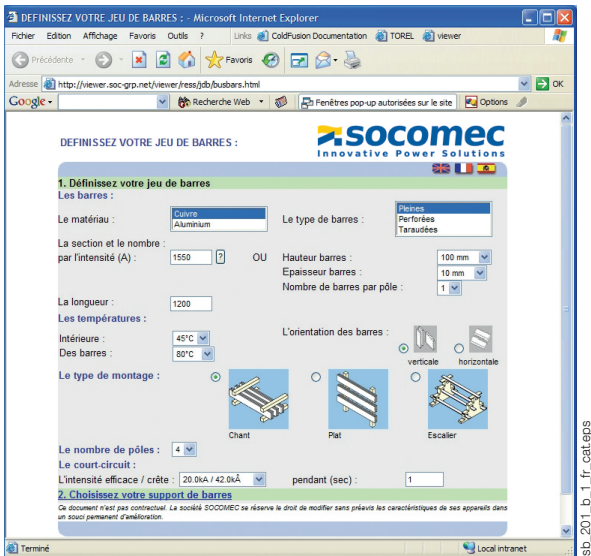 DEFINISSEZ VOTRE JEU DE BARRES : - Microsoft Internet Explorer
Fichier Edition Affichage Favoris Outils ? Links ColdFusion Documentation TOREL viewer
Précédente Favoris
Adresse http://viewer.soc-grp.net/viewer/ress/jdb/busbars.html OK
Google Recherche Web Fenêtres pop-up autorisées sur le site Options
DEFINISSEZ VOTRE JEU DE BARRES :
socomec
Innovative Power Solutions
1. Définissez votre jeu de barres
Les barres :
Le matériau : Cuivre Aluminium Le type de barres : Pleines Perforées Taraudées
La section et le nombre :
par l'intensité (A) : 1550 ? OU Hauteur barres : 100 mm
Epaisseur barres : 10 mm
Nombre de barres par pôle : 1
La longueur : 1200
Les températures :
Intérieure : 45°C L'orientation des barres :
Des barres : 80°C verticale horizontale
Le type de montage :
Chant Plat Escalier
Le nombre de pôles : 4
Le court-circuit :
L'intensité efficace / crête : 20.0kA / 42.0kÂ pendant (sec) : 1
2. Choisissez votre support de barres
Ce document n'est pas contractuel. La société SOCOMEC se réserve le droit de modifier sans préavis les caractéristiques de ses appareils dans
un souci permanent d'amélioration.
Terminé Local intranet
sb_201_b_1_fr_cat.eps